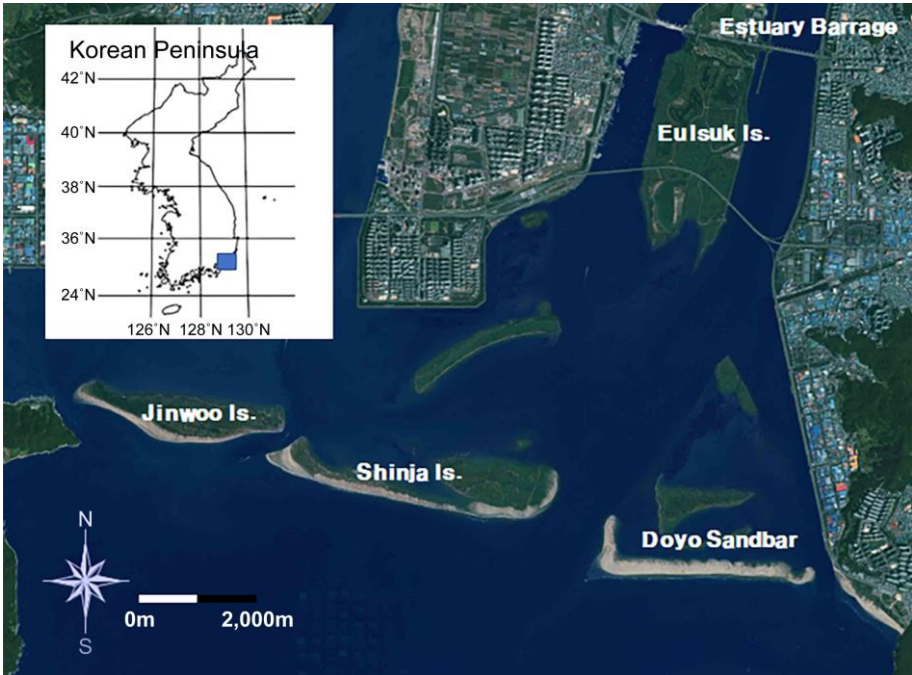 Estuary Barrage
Korean Peninsula
42°N
40°N
38°N
36°N
24°N
126°N 128°N 130°N
Eulsuk Is.
Jinwoo Is.
Shinja Is.
Doyo Sandbar
N
S
0m 2,000m